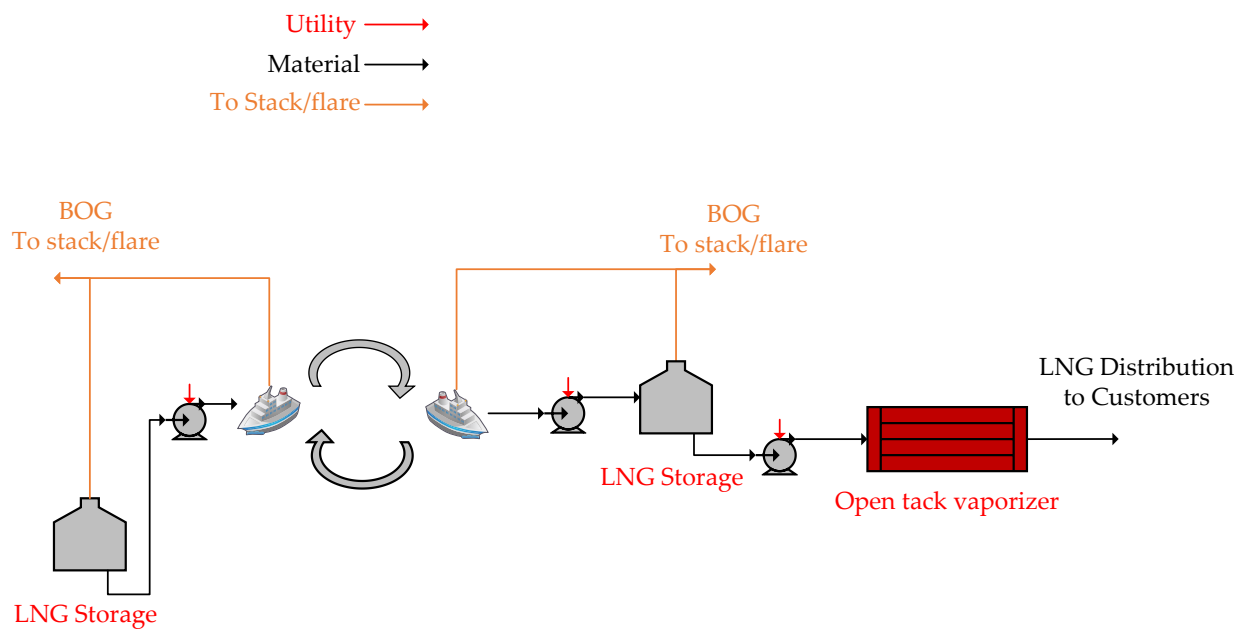 Utility
Material
To Stack/flare
BOG
To stack/flare
BOG
To stack/flare
LNG Distribution
to Customers
LNG Storage
Open tack vaporizer
LNG Storage